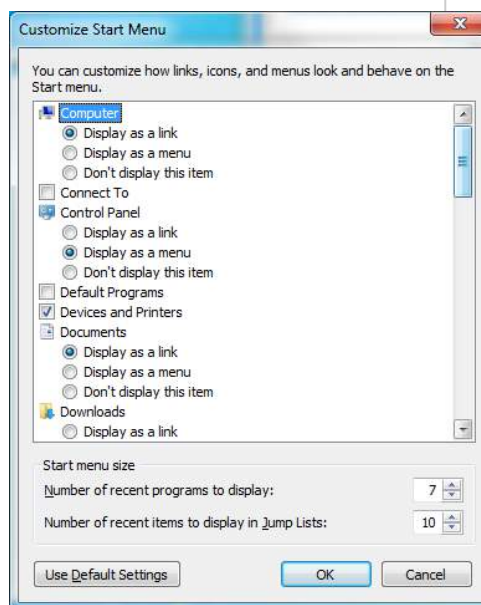 Customize Start Menu
You can customize how links, icons, and menus look and behave on the
Start menu.
Computer
Display as a link
Display as a menu
Don't display this item
Connect To
Control Panel
Display as a link
Display as a menu
Don't display this item
Default Programs
Devices and Printers
Documents
Display as a link
Display as a menu
Don't display this item
Downloads
Display as a link
Start menu size
Number of recent programs to display: 7
Number of recent items to display in Jump Lists: 10
Use Default Settings OK Cancel